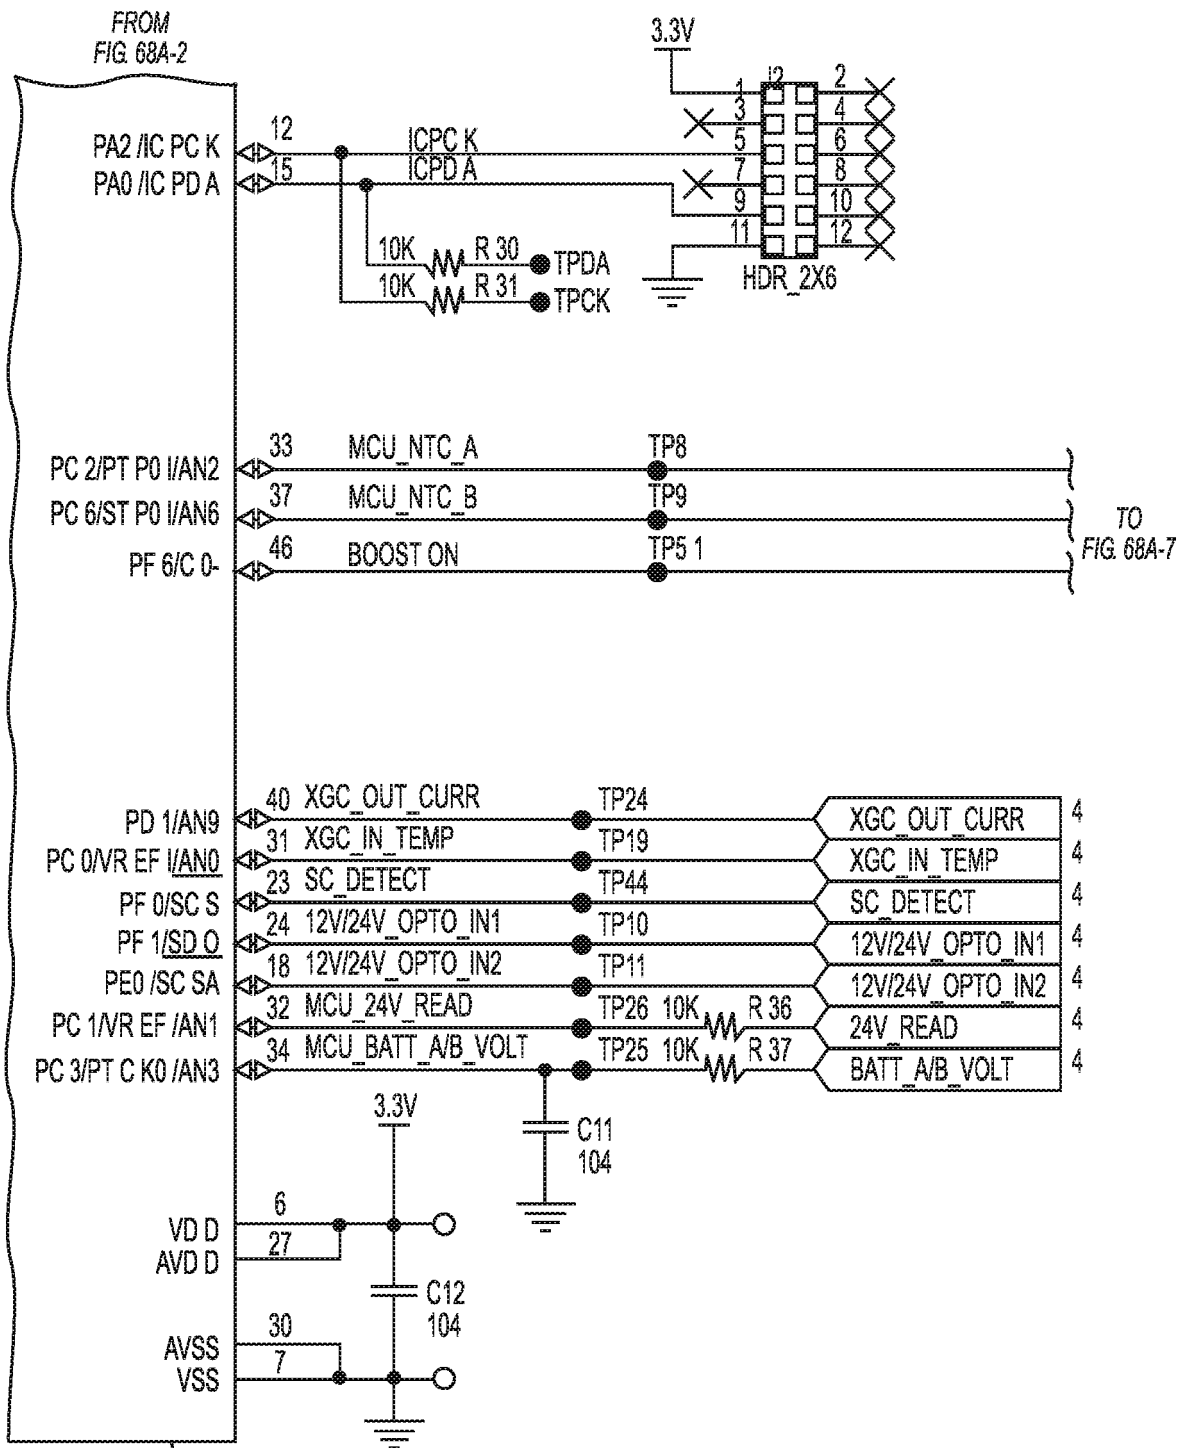 FROM
FIG. 68A-2
3.3V
J2
1 2
3 4
5 6
7 8
9 10
11 12
HDR_2X6
PA2 /IC PC K 12 ICPC K
PA0 /IC PD A 15 ICPD A
10K R 30 TPDA
10K R 31 TPCK
PC 2/PT P0 I/AN2 33 MCU_NTC_A TP8
PC 6/ST P0 I/AN6 37 MCU_NTC_B TP9
PF 6/C 0- 46 BOOST ON TP5 1
TO
FIG. 68A-7
PD 1/AN9 40 XGC_OUT_CURR TP24 XGC_OUT_CURR 4
PC 0/VR EF I/AN0 31 XGC_IN_TEMP TP19 XGC_IN_TEMP 4
PF 0/SC S 23 SC_DETECT TP44 SC_DETECT 4
PF 1/SD O 24 12V/24V_OPTO_IN1 TP10 12V/24V_OPTO_IN1 4
PE0 /SC SA 18 12V/24V_OPTO_IN2 TP11 12V/24V_OPTO_IN2 4
PC 1/VR EF /AN1 32 MCU_24V_READ TP26 10K R 36 24V_READ 4
PC 3/PT C K0 /AN3 34 MCU_BATT_A/B_VOLT TP25 10K R 37 BATT_A/B_VOLT 4
3.3V
C11
104
VD D 6
AVD D 27
C12
104
AVSS 30
VSS 7